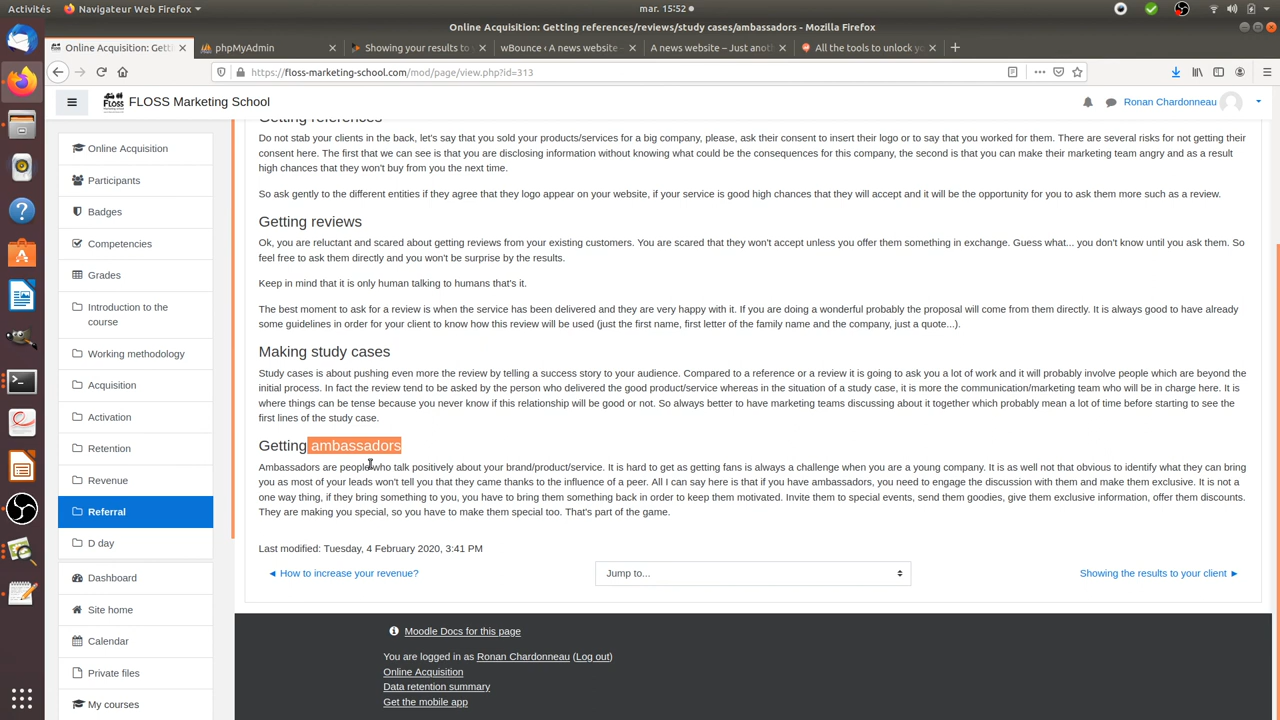 Activités
Navigateur Web Firefox
mar. 15:52
Online Acquisition: Getting references/reviews/study cases/ambassadors - Mozilla Firefox
Online Acquisition: Getti
phpMyAdmin
Showing your results to y
wBounce ‹ A news website –
A news website – Just anot
All the tools to unlock yo
https://floss-marketing-school.com/mod/page/view.php?id=313
FLOSS Marketing School
Ronan Chardonneau
Online Acquisition
Participants
Badges
Competencies
Grades
Introduction to the
course
Working methodology
Acquisition
Activation
Retention
Revenue
Referral
D day
Dashboard
Site home
Calendar
Private files
My courses
Getting references
Do not stab your clients in the back, let's say that you sold your products/services for a big company, please, ask their consent to insert their logo or to say that you worked for them. There are several risks for not getting their
consent here. The first that we can see is that you are disclosing information without knowing what could be the consequences for this company, the second is that you can make their marketing team angry and as a result
high chances that they won't buy from you the next time.
So ask gently to the different entities if they agree that they logo appear on your website, if your service is good high chances that they will accept and it will be the opportunity for you to ask them more such as a review.
Getting reviews
Ok, you are reluctant and scared about getting reviews from your existing customers. You are scared that they won't accept unless you offer them something in exchange. Guess what... you don't know until you ask them. So
feel free to ask them directly and you won't be surprise by the results.
Keep in mind that it is only human talking to humans that's it.
The best moment to ask for a review is when the service has been delivered and they are very happy with it. If you are doing a wonderful probably the proposal will come from them directly. It is always good to have already
some guidelines in order for your client to know how this review will be used (just the first name, first letter of the family name and the company, just a quote...).
Making study cases
Study cases is about pushing even more the review by telling a success story to your audience. Compared to a reference or a review it is going to ask you a lot of work and it will probably involve people which are beyond the
initial process. In fact the review tend to be asked by the person who delivered the good product/service whereas in the situation of a study case, it is more the communication/marketing team who will be in charge here. It is
where things can be tense because you never know if this relationship will be good or not. So always better to have marketing teams discussing about it together which probably mean a lot of time before starting to see the
first lines of the study case.
Getting ambassadors
Ambassadors are people who talk positively about your brand/product/service. It is hard to get as getting fans is always a challenge when you are a young company. It is as well not that obvious to identify what they can bring
you as most of your leads won't tell you that they came thanks to the influence of a peer. All I can say here is that if you have ambassadors, you need to engage the discussion with them and make them exclusive. It is not a
one way thing, if they bring something to you, you have to bring them something back in order to keep them motivated. Invite them to special events, send them goodies, give them exclusive information, offer them discounts.
They are making you special, so you have to make them special too. That's part of the game.
Last modified: Tuesday, 4 February 2020, 3:41 PM
◄ How to increase your revenue?
Jump to...
Showing the results to your client ►
Moodle Docs for this page
You are logged in as Ronan Chardonneau (Log out)
Online Acquisition
Data retention summary
Get the mobile app